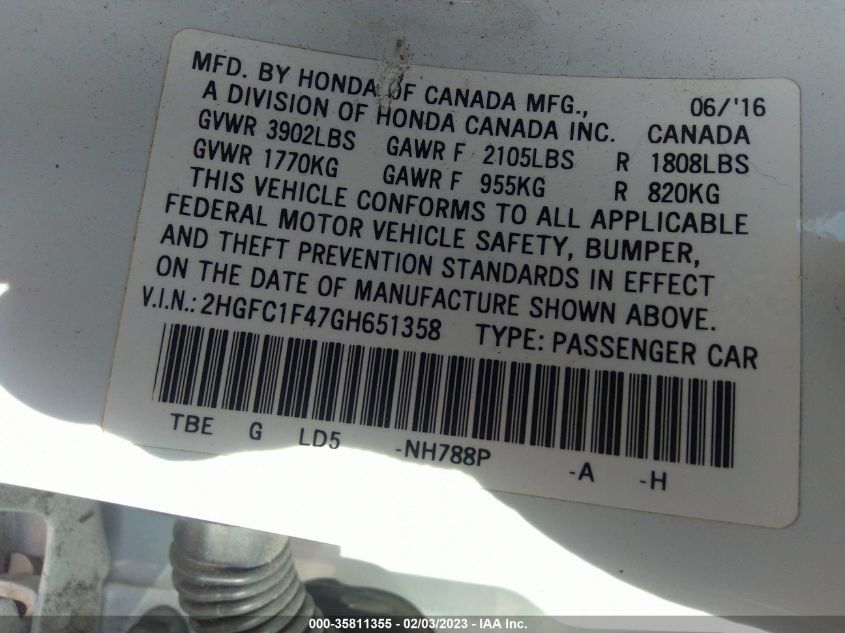 MFD. BY HONDA OF CANADA MFG., 06/'16
A DIVISION OF HONDA CANADA INC. CANADA
GVWR 3902LBS GAWR F 2105LBS R 1808LBS
GVWR 1770KG GAWR F 955KG R 820KG
THIS VEHICLE CONFORMS TO ALL APPLICABLE
FEDERAL MOTOR VEHICLE SAFETY, BUMPER,
AND THEFT PREVENTION STANDARDS IN EFFECT
ON THE DATE OF MANUFACTURE SHOWN ABOVE.
V.I.N.: 2HGFC1F47GH651358 TYPE: PASSENGER CAR
TBE G LD5 -NH788P -A -H
000-35811355 - 02/03/2023 - IAA Inc.